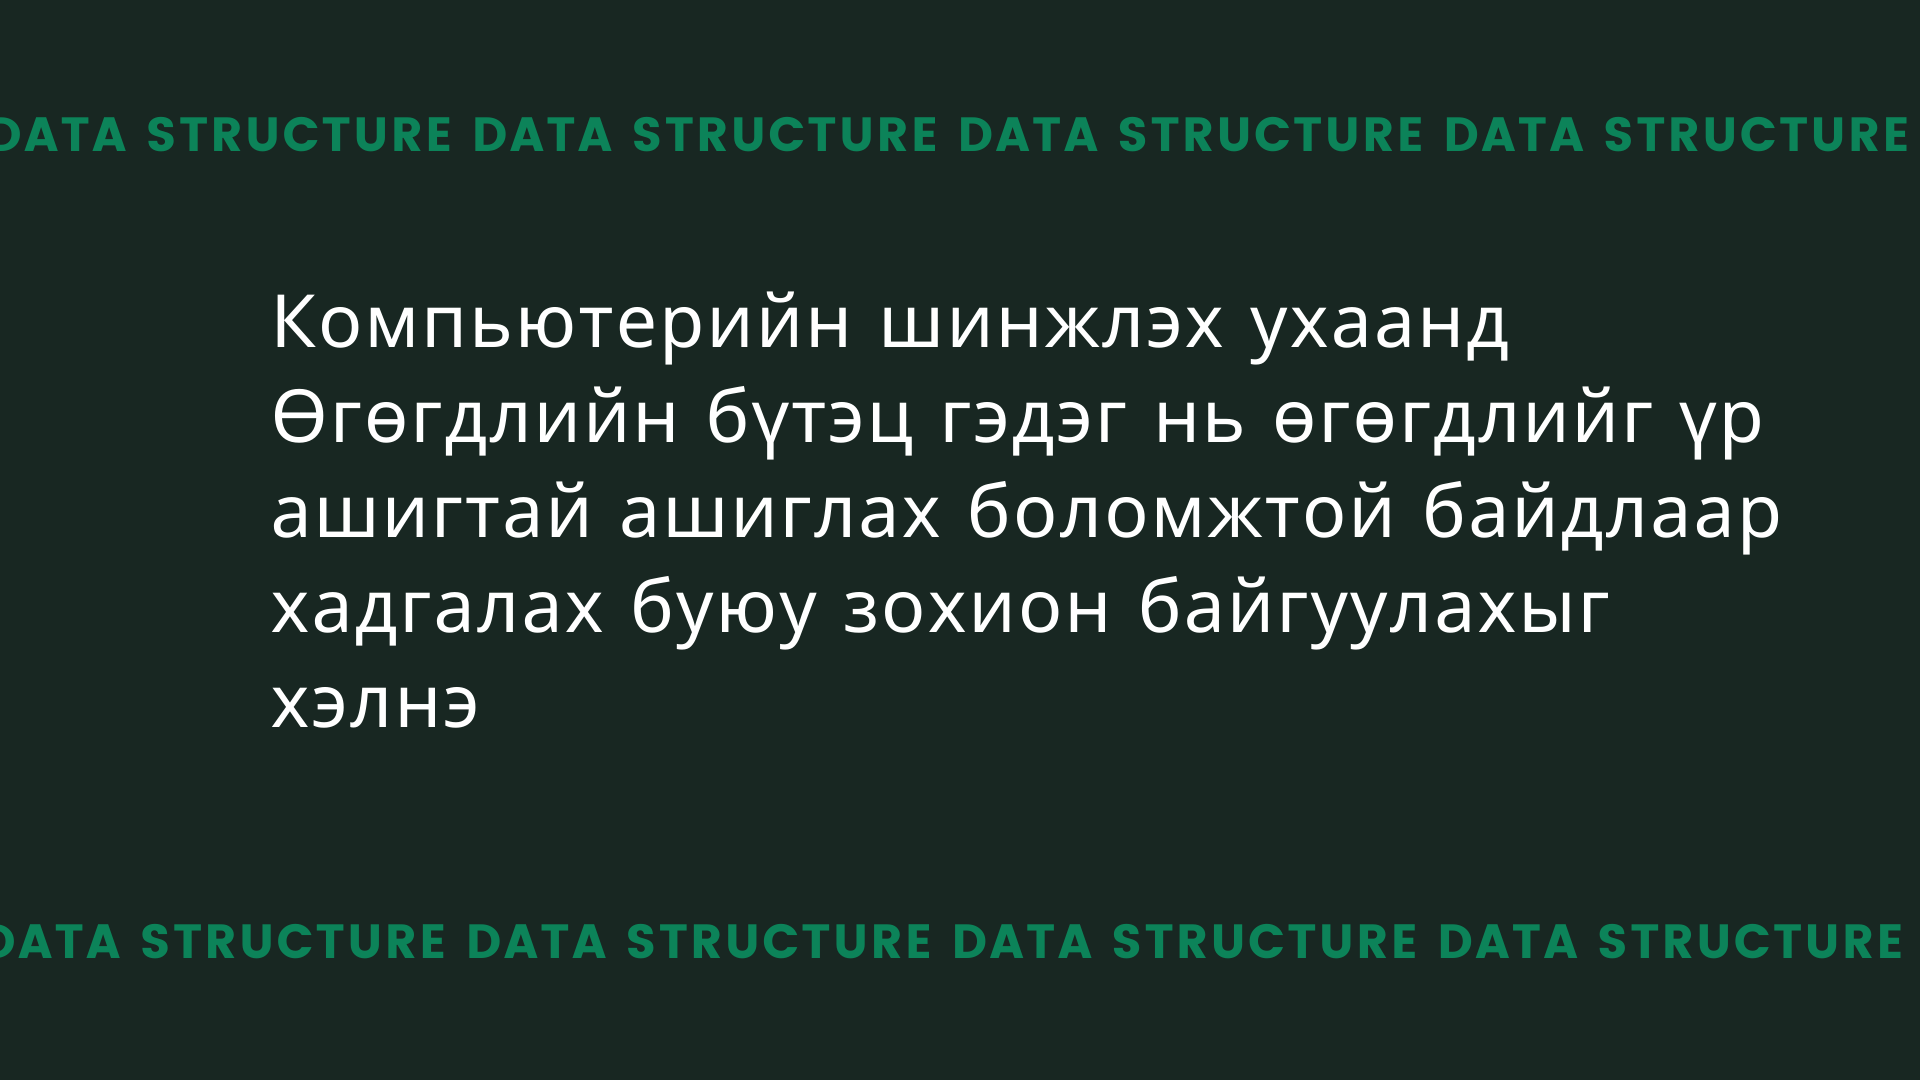 DATA STRUCTURE DATA STRUCTURE DATA STRUCTURE DATA STRUCTURE
Компьютерийн шинжлэх ухаанд
Өгөгдлийн бүтэц гэдэг нь өгөгдлийг үр
ашигтай ашиглах боломжтой байдлаар
хадгалах буюу зохион байгуулахыг
хэлнэ
DATA STRUCTURE DATA STRUCTURE DATA STRUCTURE DATA STRUCTURE